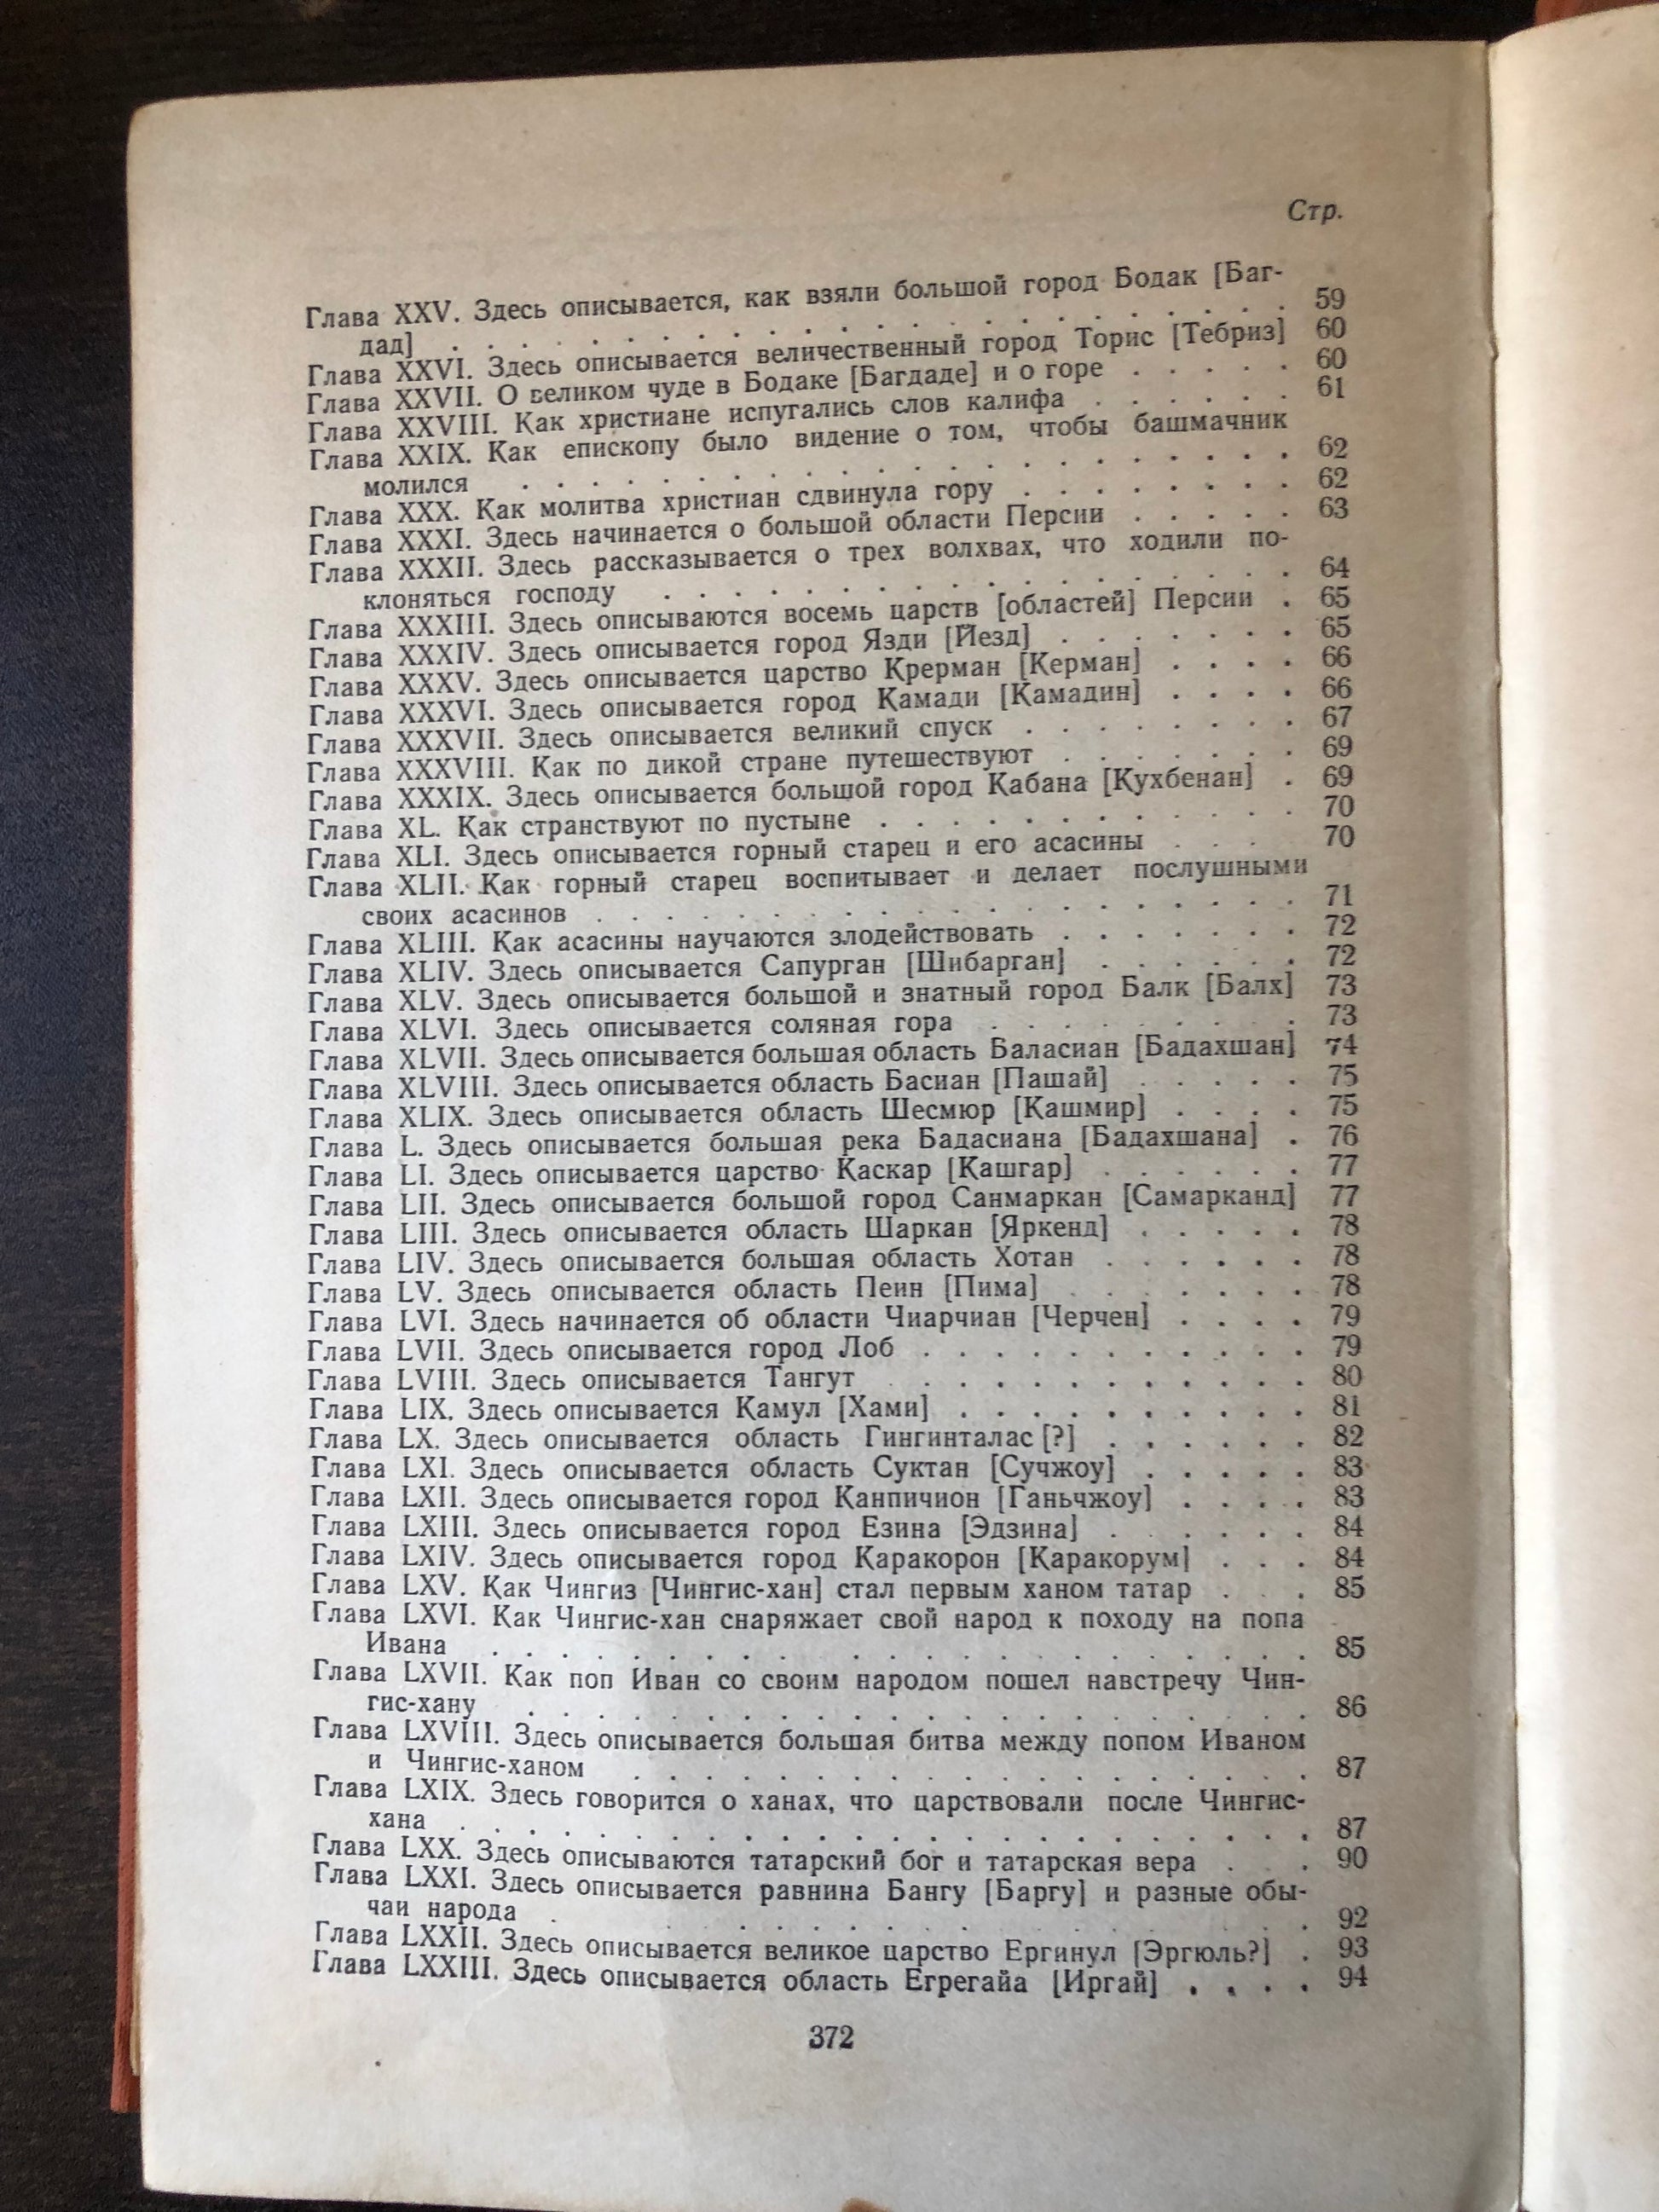 Стр.
Глава XXV. Здесь описывается, как взяли большой город Бодак [Баг-
дад] . . . . . . . . . . . . . . . . . . 59
Глава XXVI. Здесь описывается величественный город Торис [Тебриз] 60
Глава XXVII. О великом чуде в Бодаке [Багдаде] и о горе . . . . . 60
Глава XXVIII. Как христиане испугались слов калифа . . . . . . 61
Глава XXIX. Как епископу было видение о том, чтобы башмачник
молился . . . . . . . . . . . . . . . . . 62
Глава XXX. Как молитва христиан сдвинула гору . . . . . . . . 62
Глава XXXI. Здесь начинается о большой области Персии . . . . . 63
Глава XXXII. Здесь рассказывается о трех волхвах, что ходили по-
клоняться господу . . . . . . . . . . . . . . 64
Глава XXXIII. Здесь описываются восемь царств [областей] Персии . 65
Глава XXXIV. Здесь описывается город Язди [Йезд] . . . . . . . 65
Глава XXXV. Здесь описывается царство Крерман [Керман] . . . . 66
Глава XXXVI. Здесь описывается город Камади [Камадин] . . . . 66
Глава XXXVII. Здесь описывается великий спуск . . . . . . . . 67
Глава XXXVIII. Как по дикой стране путешествуют . . . . . . 69
Глава XXXIX. Здесь описывается большой город Кабана [Кухбенан] . 69
Глава XL. Как странствуют по пустыне . . . . . . . . . . . . 70
Глава XLI. Здесь описывается горный старец и его асасины . . . 70
Глава XLII. Как горный старец воспитывает и делает послушными
своих асасинов . . . . . . . . . . . . . . . . 71
Глава XLIII. Как асасины научаются злодействовать . . . . . . . 72
Глава XLIV. Здесь описывается Сапурган [Шибарган] . . . . . . 72
Глава XLV. Здесь описывается большой и знатный город Балк [Балх] 73
Глава XLVI. Здесь описывается соляная гора . . . . . . . . . 73
Глава XLVII. Здесь описывается большая область Баласиан [Бадахшан] 74
Глава XLVIII. Здесь описывается область Басиан [Пашай] . . . . . 75
Глава XLIX. Здесь описывается область Шесмюр [Кашмир] . . . . 75
Глава L. Здесь описывается большая река Бадасиана [Бадахшана] . 76
Глава LI. Здесь описывается царство Каскар [Кашгар] . . . . . . 77
Глава LII. Здесь описывается большой город Санмаркан [Самарканд] 77
Глава LIII. Здесь описывается область Шаркан [Яркенд] . . . . . 78
Глава LIV. Здесь описывается большая область Хотан . . . . . . 78
Глава LV. Здесь описывается область Пеин [Пима] . . . . . . . 78
Глава LVI. Здесь начинается об области Чиарчиан [Черчен] . . . . 79
Глава LVII. Здесь описывается город Лоб . . . . . . . . . . . 79
Глава LVIII. Здесь описывается Тангут . . . . . . . . . . . . 80
Глава LIX. Здесь описывается Камул [Хами] . . . . . . . . . . 81
Глава LX. Здесь описывается область Гингинталас [?] . . . . . . 82
Глава LXI. Здесь описывается область Суктан [Сучжоу] . . . . . 83
Глава LXII. Здесь описывается город Канпичион [Ганьчжоу] . . . . 83
Глава LXIII. Здесь описывается город Езина [Эдзина] . . . . . . 84
Глава LXIV. Здесь описывается город Каракорон [Каракорум] . . . 84
Глава LXV. Как Чингиз [Чингис-хан] стал первым ханом татар . . . 85
Глава LXVI. Как Чингис-хан снаряжает свой народ к походу на попа
Ивана . . . . . . . . . . . . . . . . . . 85
Глава LXVII. Как поп Иван со своим народом пошел навстречу Чин-
гис-хану . . . . . . . . . . . . . . . . . 86
Глава LXVIII. Здесь описывается большая битва между попом Иваном
и Чингис-ханом . . . . . . . . . . . . . . . 87
Глава LXIX. Здесь говорится о ханах, что царствовали после Чингис-
хана . . . . . . . . . . . . . . . . . . . 87
Глава LXX. Здесь описываются татарский бог и татарская вера . . . 90
Глава LXXI. Здесь описывается равнина Бангу [Баргу] и разные обы-
чаи народа . . . . . . . . . . . . . . . . . 92
Глава LXXII. Здесь описывается великое царство Ергинул [Эргюль?] . 93
Глава LXXIII. Здесь описывается область Егрегайа [Иргай] . . . . 94
372